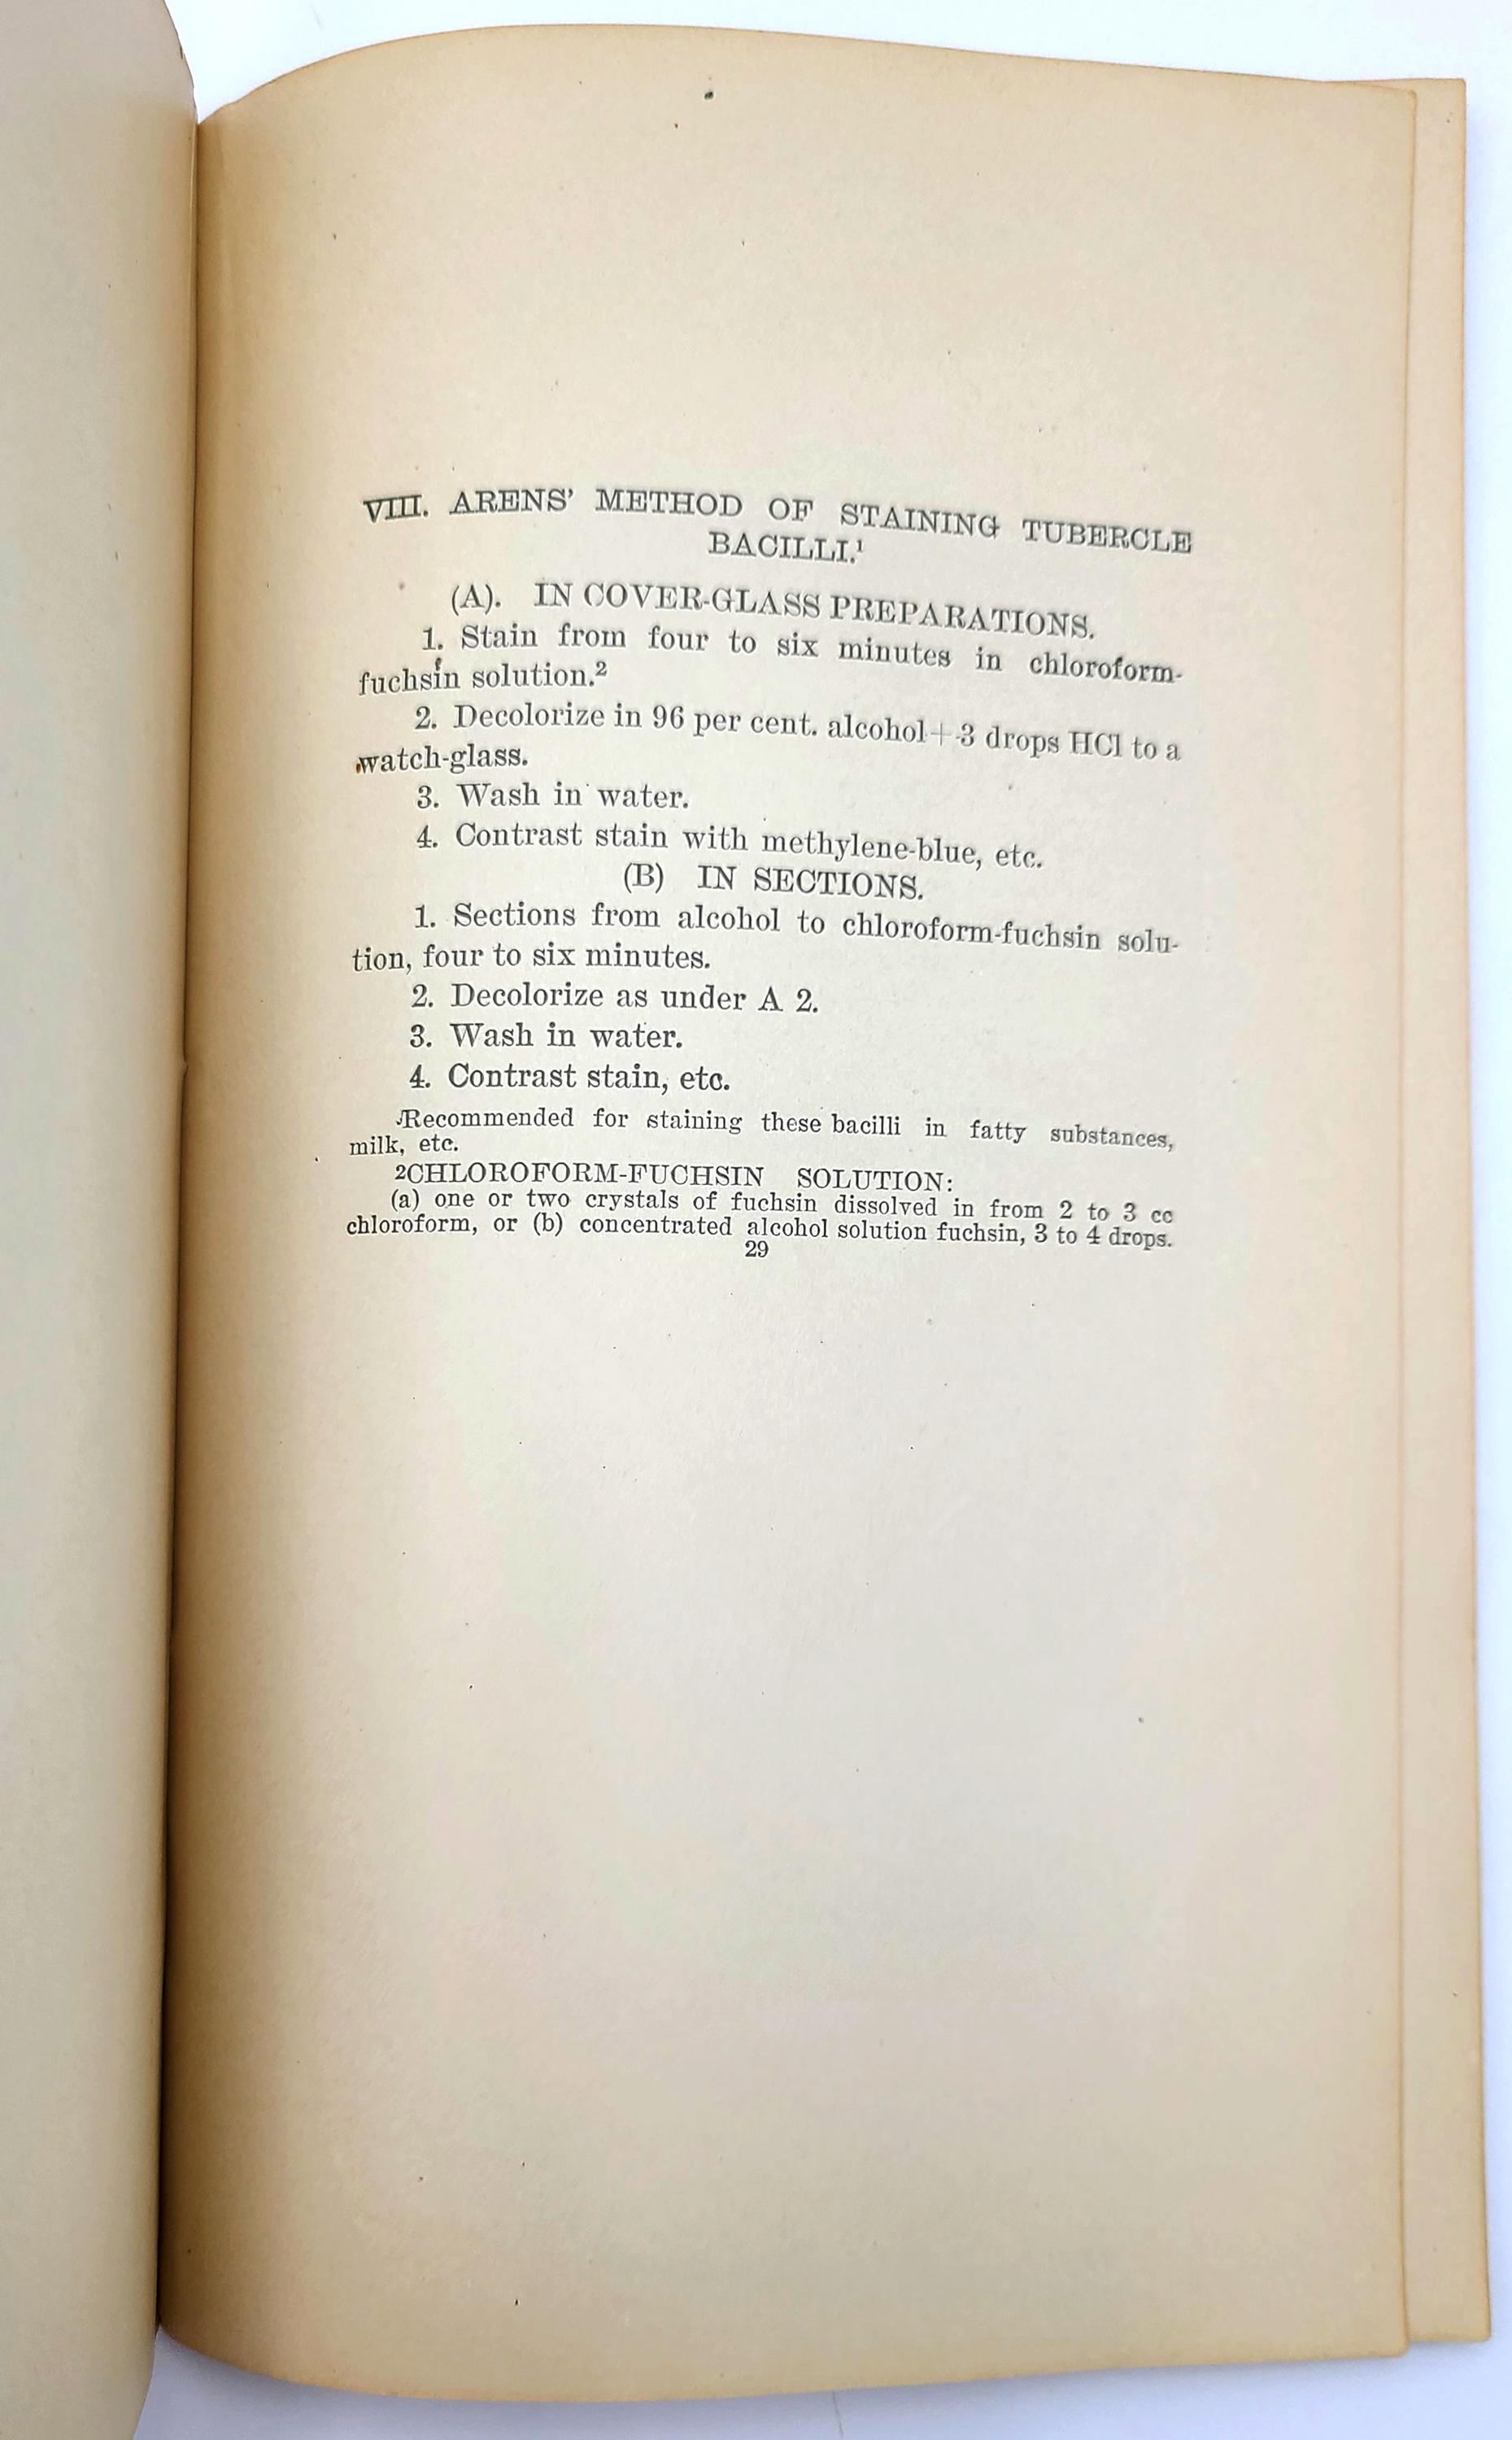 VIII. ARENS' METHOD OF STAINING TUBERCLE
BACILLI.¹
(A). IN COVER-GLASS PREPARATIONS.
1. Stain from four to six minutes in chloroform-
fuchsin solution.²
2. Decolorize in 96 per cent. alcohol+3 drops HCl to a
watch-glass.
3. Wash in water.
4. Contrast stain with methylene-blue, etc.
(B) IN SECTIONS.
1. Sections from alcohol to chloroform-fuchsin solu-
tion, four to six minutes.
2. Decolorize as under A 2.
3. Wash in water.
4. Contrast stain, etc.
Recommended for staining these bacilli in fatty substances,
milk, etc.
2CHLOROFORM-FUCHSIN SOLUTION:
(a) one or two crystals of fuchsin dissolved in from 2 to 3 cc
chloroform, or (b) concentrated alcohol solution fuchsin, 3 to 4 drops.
29